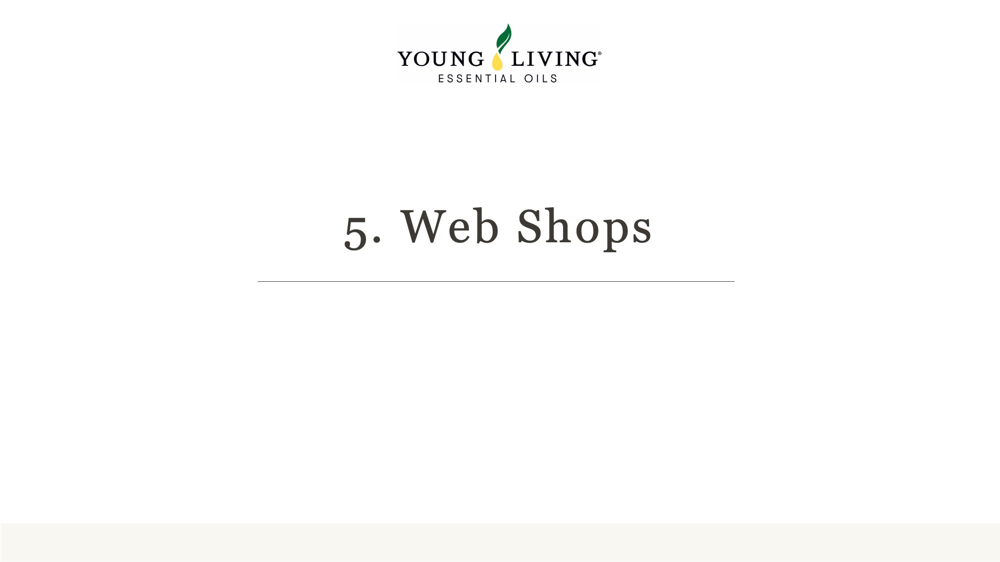 YOUNG LIVING®
ESSENTIAL OILS
5. Web Shops